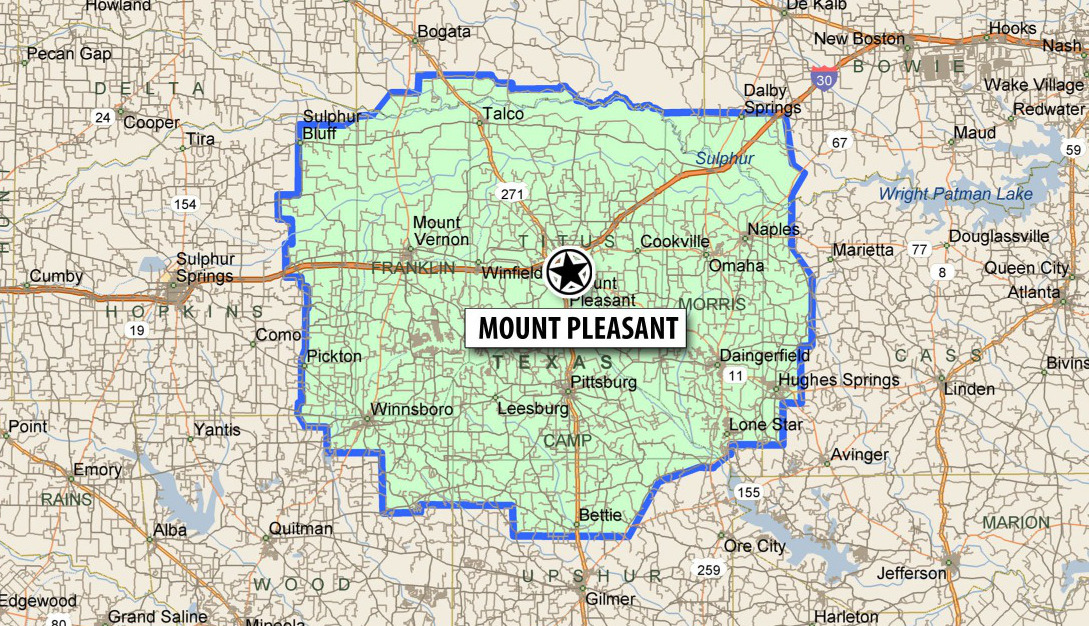 Howland
De Kalb
Bogata
New Boston
Hooks
Nash
Pecan Gap
BOWIE
30
DELTA
Dalby
Springs
Wake Village
24
Cooper
Sulphur
Bluff
Talco
Redwater
Tira
Maud
67
59
Sulphur
271
Wright Patman Lake
154
Mount
Vernon
TITUS
Cookville
Naples
Marietta
77
Douglassville
Sulphur
Springs
FRANKLIN
Winfield
Omaha
8
Queen City
Cumby
unt
Pleasant
Atlanta
HOPKINS
MORRIS
19
MOUNT PLEASANT
Como
Pickton
TEXAS
Daingerfield
CASS
Bivins
11
Hughes Springs
Pittsburg
Linden
Winnsboro
Leesburg
Point
Yantis
CAMP
Lone Star
Avinger
Emory
RAINS
155
Bettie
MARION
Alba
Quitman
Ore City
WOOD
UPSHUR
259
Jefferson
Edgewood
Gilmer
Grand Saline
80
Mineola
Harleton